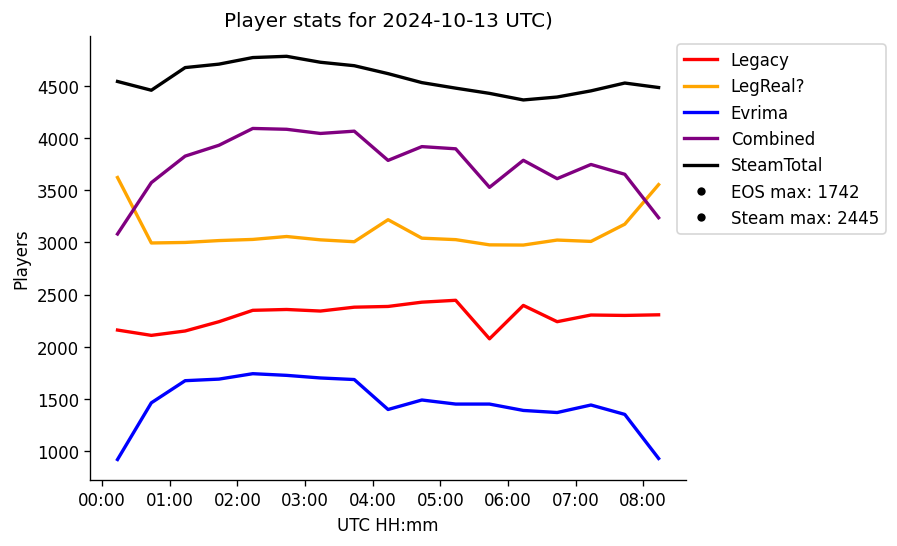 Player stats for 2024-10-13 UTC)
Legacy
LegReal?
Evrima
Combined
SteamTotal
EOS max: 1742
Steam max: 2445
Players
4500
4000
3500
3000
2500
2000
1500
1000
00:00 01:00 02:00 03:00 04:00 05:00 06:00 07:00 08:00
UTC HH:mm